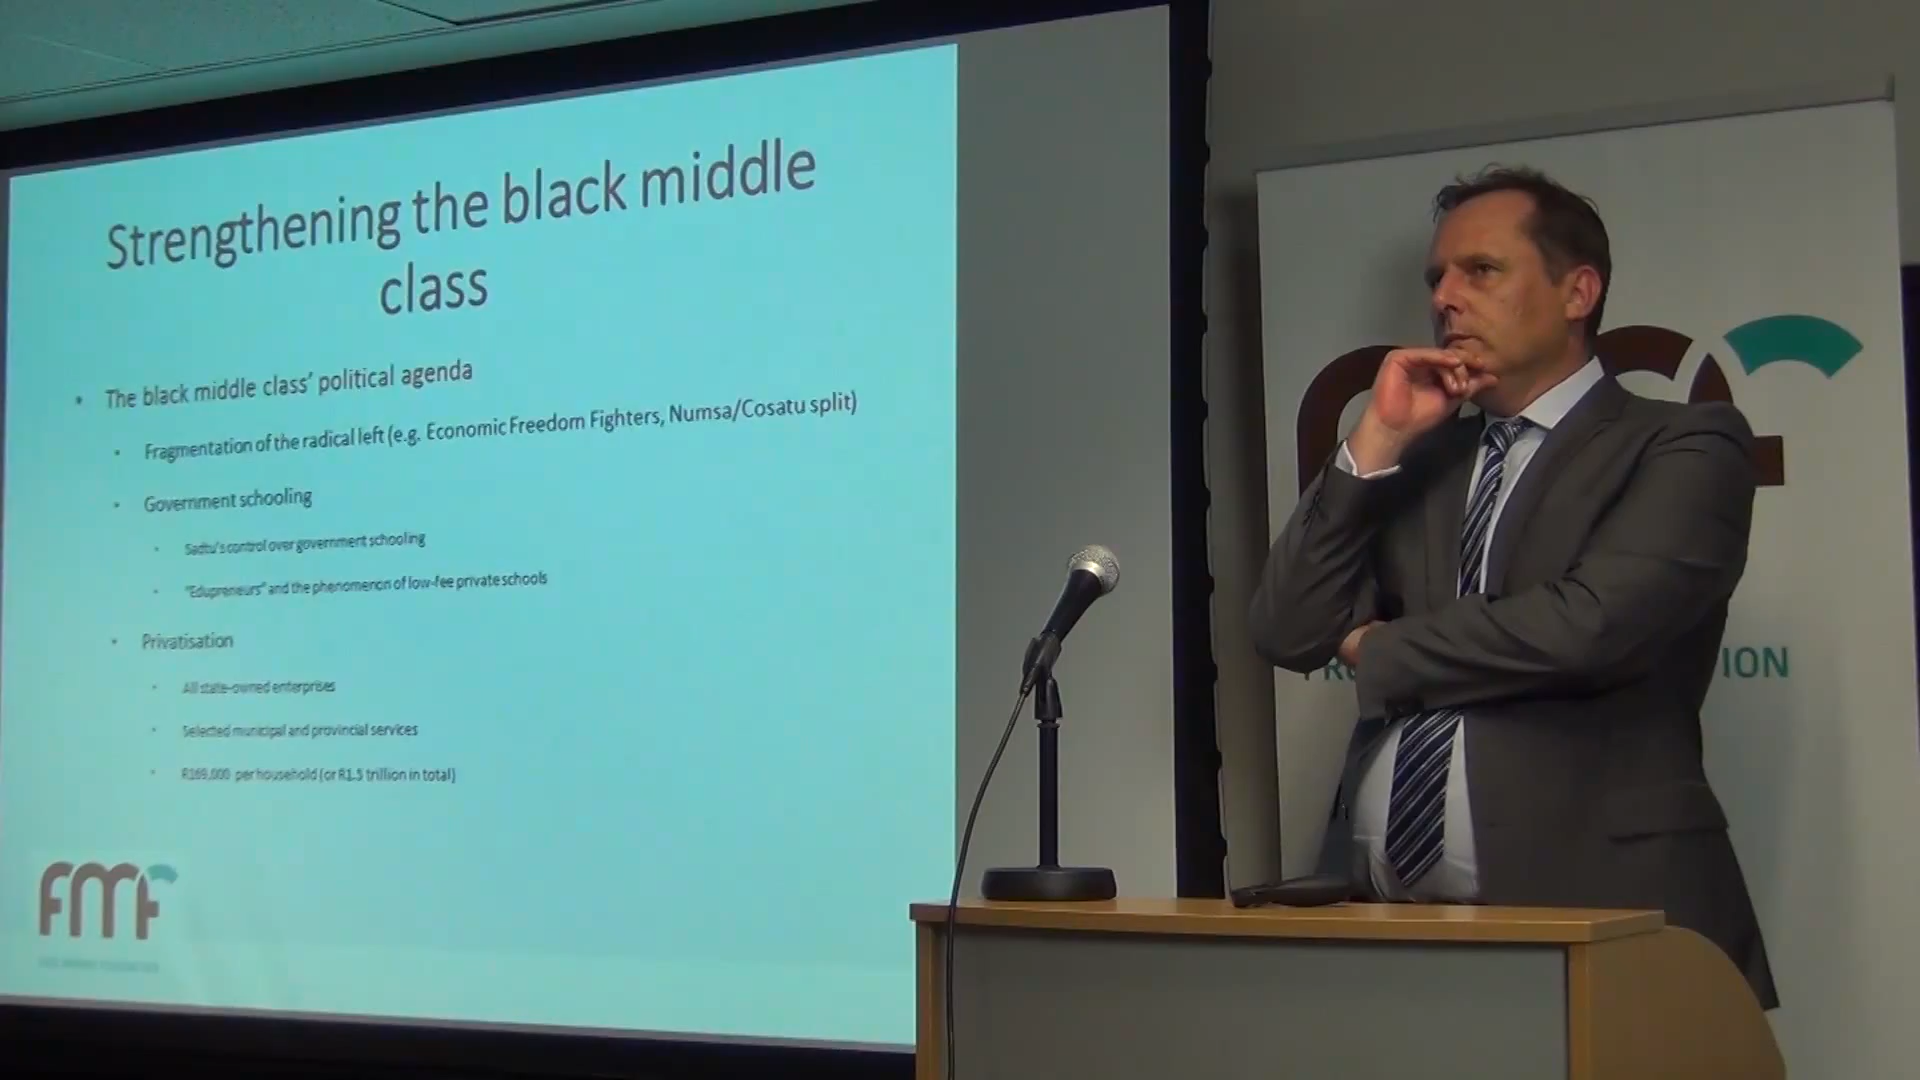 Strengthening the black middle
class
• The black middle class' political agenda
• Fragmentation of the radical left (e.g. Economic Freedom Fighters, Numsa/Cosatu split)
• Government schooling
• Sadtu's control over government schooling
• "Edupreneurs" and the phenomenon of low-fee private schools
• Privatisation
• All state-owned enterprises
• Selected municipal and provincial services
• R169,000 per household (or R1.5 trillion in total)
FMF
ION